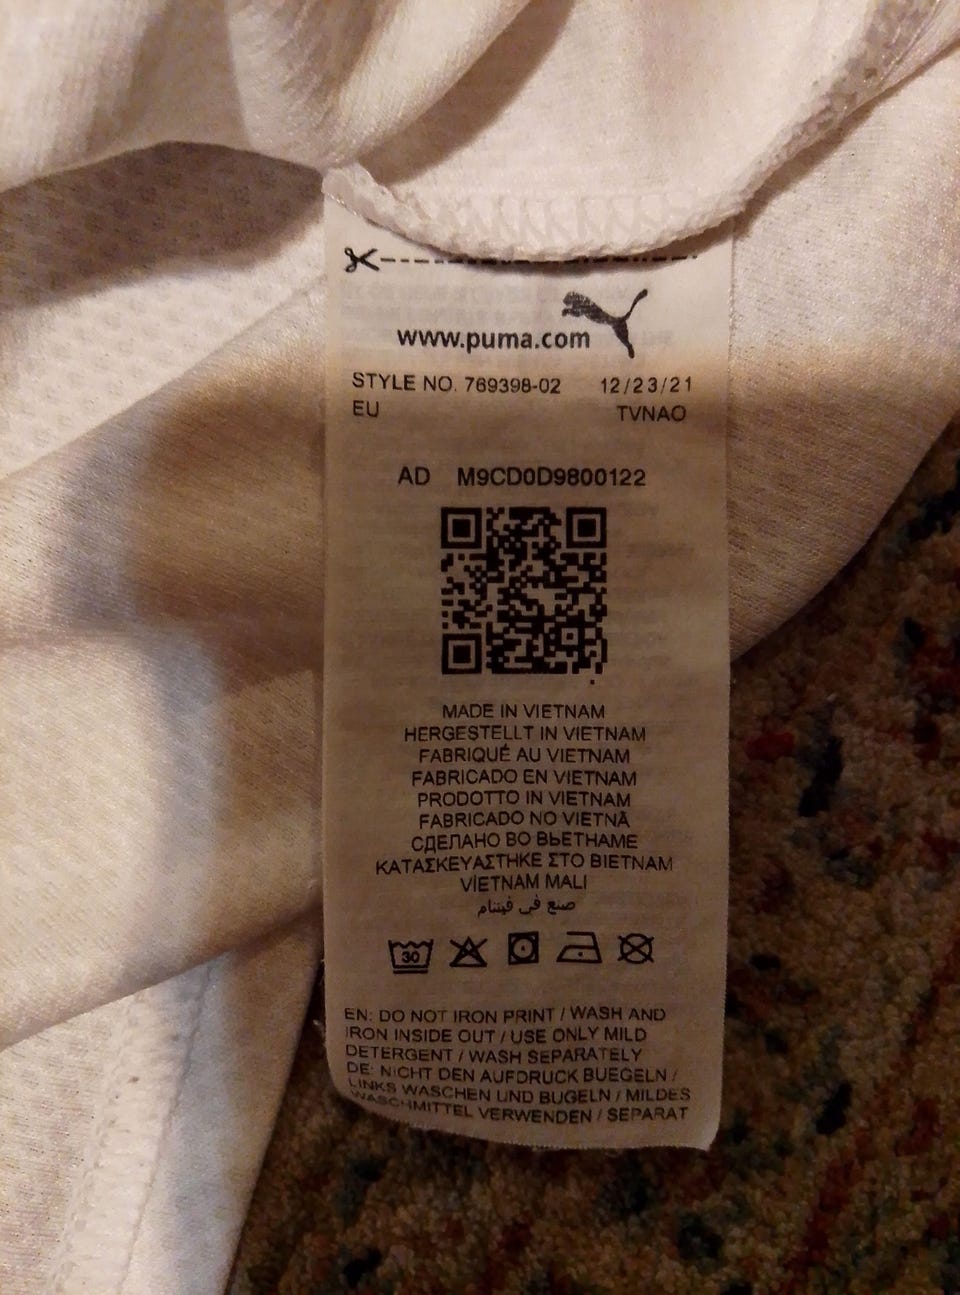 www.puma.com
STYLE NO. 769398-02 12/23/21
EU TVNAO
AD M9CD0D9800122
MADE IN VIETNAM
HERGESTELLT IN VIETNAM
FABRIQUÉ AU VIETNAM
FABRICADO EN VIETNAM
PRODOTTO IN VIETNAM
FABRICADO NO VIETNÃ
СДЕЛАНО ВО ВЬЕТНАМЕ
ΚΑΤΑΣΚΕΥΑΣΤΗΚΕ ΣΤΟ ΒΙΕΤΝΑΜ
VİETNAM MALI
صنع في فيتنام
30
EN: DO NOT IRON PRINT / WASH AND
IRON INSIDE OUT / USE ONLY MILD
DETERGENT / WASH SEPARATELY
DE: NICHT DEN AUFDRUCK BUEGELN /
LINKS WASCHEN UND BUGELN / MILDES
WASCHMITTEL VERWENDEN / SEPARAT